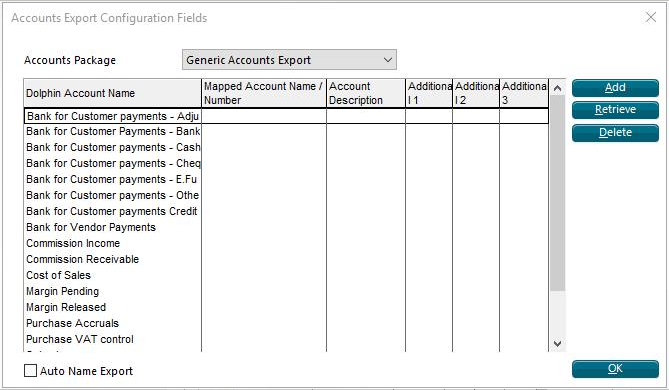 Accounts Export Configuration Fields
Accounts Package
Generic Accounts Export
Dolphin Account Name
Mapped Account Name /
Number
Account
Description
Additiona
l 1
Additiona
l 2
Additional
3
Add
Retrieve
Delete
Bank for Customer payments - Adju
Bank for Customer Payments - Bank
Bank for Customer payments - Cash
Bank for Customer payments - Cheq
Bank for Customer payments - E.Fu
Bank for Customer payments - Othe
Bank for Customer payments Credit
Bank for Vendor Payments
Commission Income
Commission Receivable
Cost of Sales
Margin Pending
Margin Released
Purchase Accruals
Purchase VAT control
Auto Name Export
OK